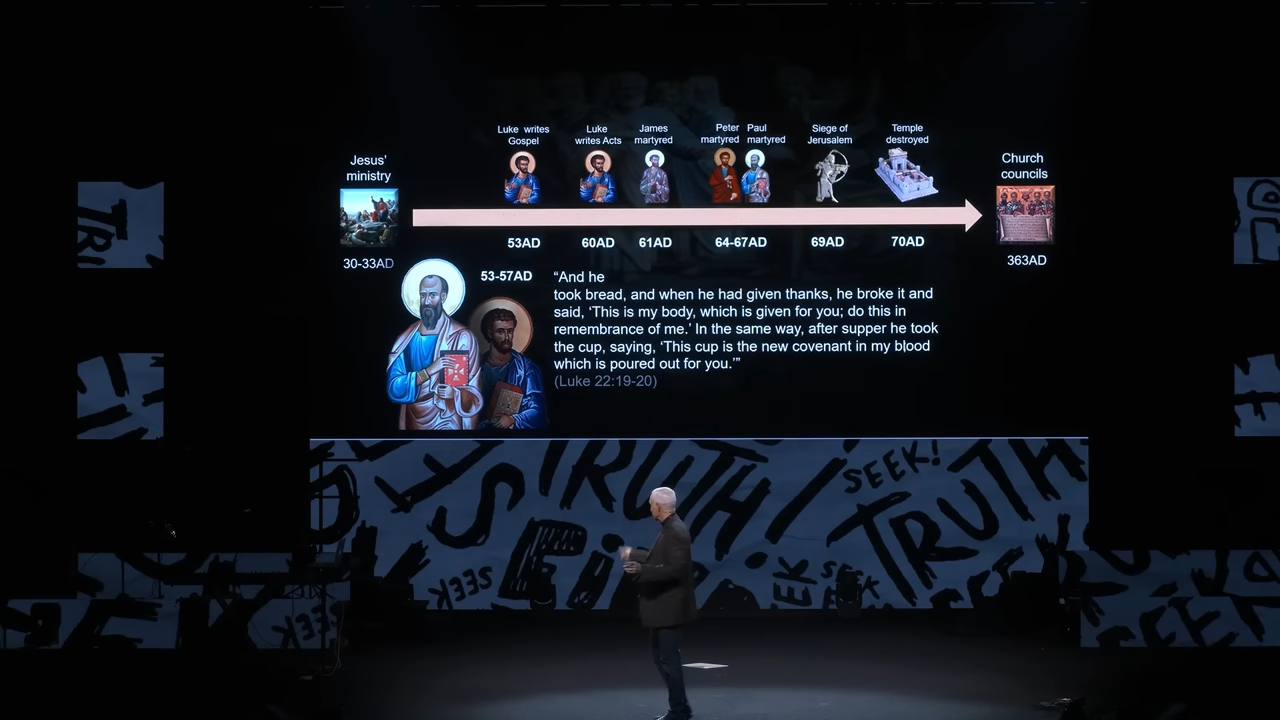 Luke writes
Gospel
Luke
writes Acts
James
martyred
Peter
martyred
Paul
martyred
Siege of
Jerusalem
Temple
destroyed
Jesus'
ministry
Church
councils
53AD
60AD
61AD
64-67AD
69AD
70AD
30-33AD
363AD
53-57AD
“And he
took bread, and when he had given thanks, he broke it and
said, ‘This is my body, which is given for you; do this in
remembrance of me.’ In the same way, after supper he took
the cup, saying, ‘This cup is the new covenant in my blood
which is poured out for you.’”
(Luke 22:19-20)
TRUTH!
SEEK!
TRUTH
SEEK
SEEK